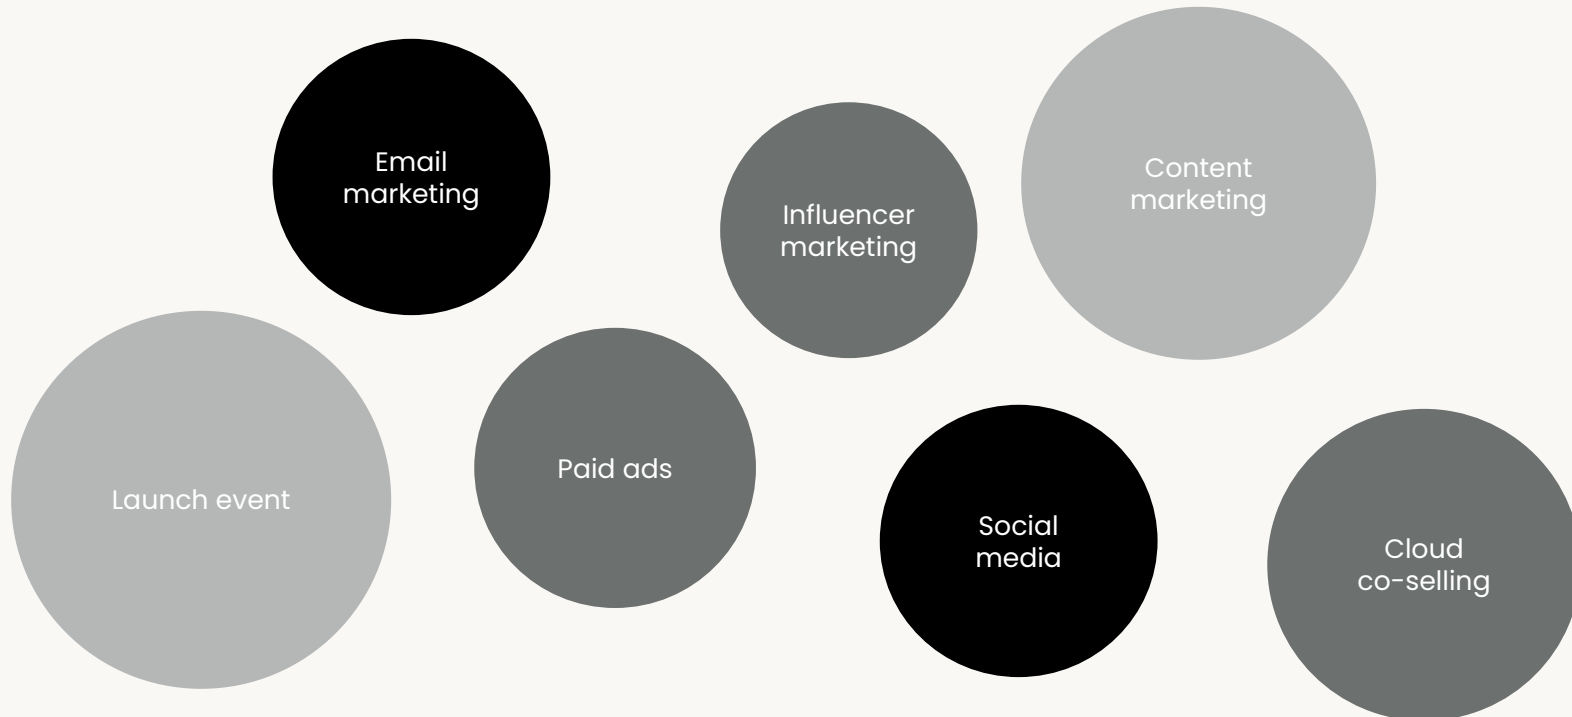 Email
marketing
Influencer
marketing
Content
marketing
Launch event
Paid ads
Social
media
Cloud
co-selling